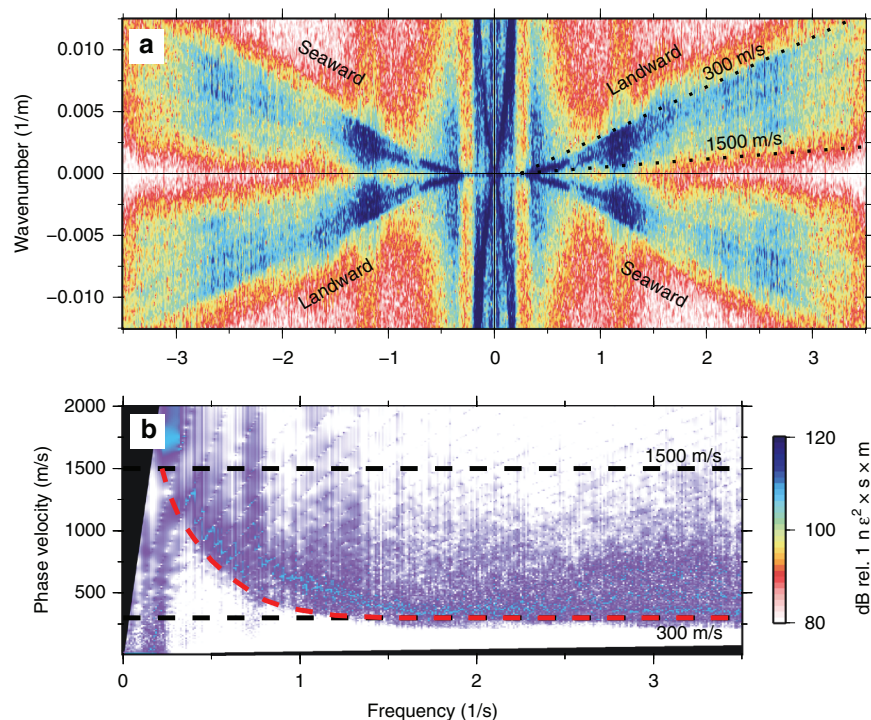 a
Seaward
Landward
300 m/s
1500 m/s
Landward
Seaward
Wavenumber (1/m)
0.010
0.005
0.000
−0.005
−0.010
−3 −2 −1 0 1 2 3
b
1500 m/s
300 m/s
Phase velocity (m/s)
2000
1500
1000
500
0 1 2 3
Frequency (1/s)
120
100
80
dB rel. 1 n ε² × s × m